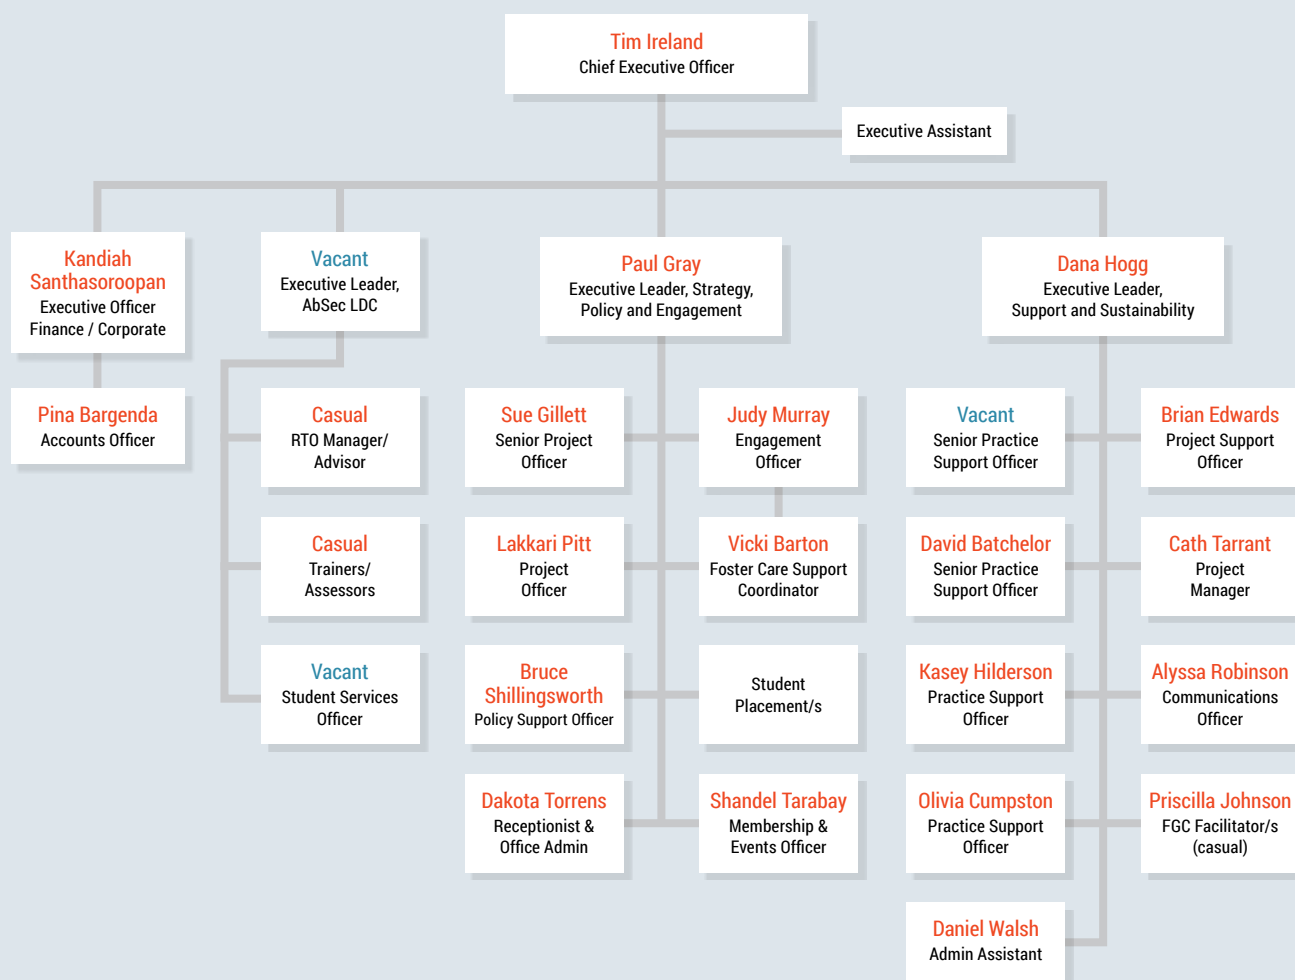 Tim Ireland
Chief Executive Officer
Executive Assistant
Kandiah
Santhasoroopan
Executive Officer
Finance / Corporate
Vacant
Executive Leader,
AbSec LDC
Paul Gray
Executive Leader, Strategy,
Policy and Engagement
Dana Hogg
Executive Leader,
Support and Sustainability
Pina Bargenda
Accounts Officer
Casual
RTO Manager/
Advisor
Sue Gillett
Senior Project
Officer
Judy Murray
Engagement
Officer
Vacant
Senior Practice
Support Officer
Brian Edwards
Project Support
Officer
Casual
Trainers/
Assessors
Lakkari Pitt
Project
Officer
Vicki Barton
Foster Care Support
Coordinator
David Batchelor
Senior Practice
Support Officer
Cath Tarrant
Project
Manager
Vacant
Student Services
Officer
Bruce
Shillingsworth
Policy Support Officer
Student
Placement/s
Kasey Hilderson
Practice Support
Officer
Alyssa Robinson
Communications
Officer
Dakota Torrens
Receptionist &
Office Admin
Shandel Tarabay
Membership &
Events Officer
Olivia Cumpston
Practice Support
Officer
Priscilla Johnson
FGC Facilitator/s
(casual)
Daniel Walsh
Admin Assistant